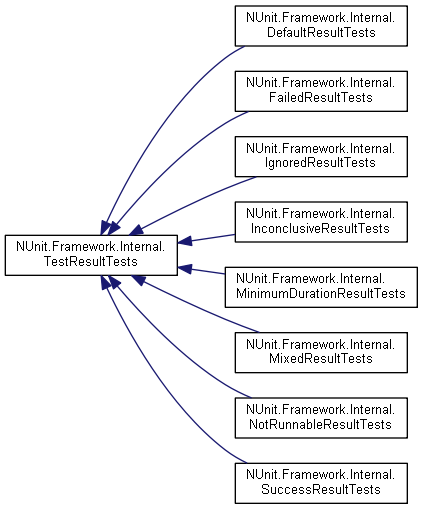 NUnit.Framework.Internal.
DefaultResultTests
NUnit.Framework.Internal.
FailedResultTests
NUnit.Framework.Internal.
IgnoredResultTests
NUnit.Framework.Internal.
InconclusiveResultTests
NUnit.Framework.Internal.
TestResultTests
NUnit.Framework.Internal.
MinimumDurationResultTests
NUnit.Framework.Internal.
MixedResultTests
NUnit.Framework.Internal.
NotRunnableResultTests
NUnit.Framework.Internal.
SuccessResultTests